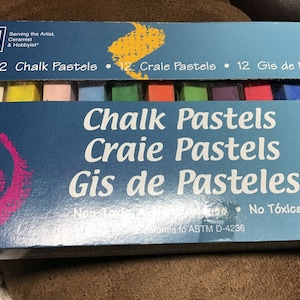 Serving the Artist,
Ceramist
& Hobbyist
2 Chalk Pastels • 12 Craie Pastels • 12 Gis de
Chalk Pastels
Craie Pastels
Gis de Pasteles
Non-Toxic • No Tóxica
to ASTM D-4236